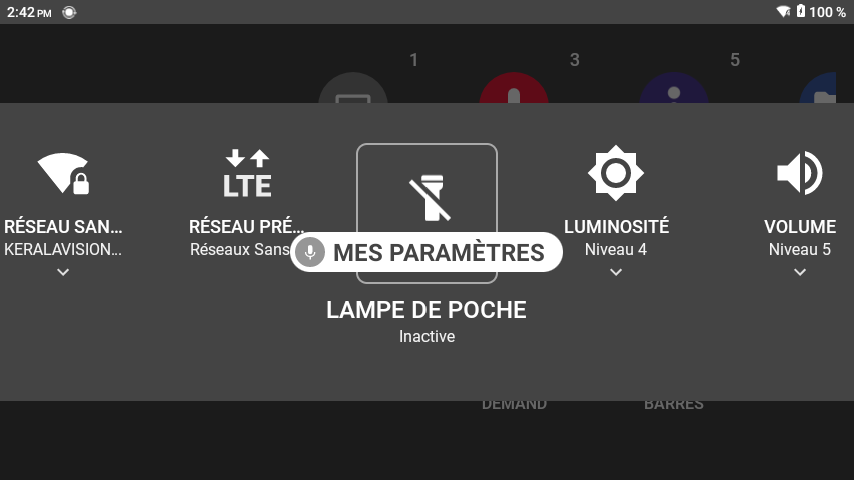 2:42 PM
100 %
1
3
5
LTE
RÉSEAU SAN...
KERALAVISION...
RÉSEAU PRÉ...
Réseaux Sans
MES PARAMÈTRES
LUMINOSITÉ
Niveau 4
VOLUME
Niveau 5
LAMPE DE POCHE
Inactive
DEMAND
BARRES